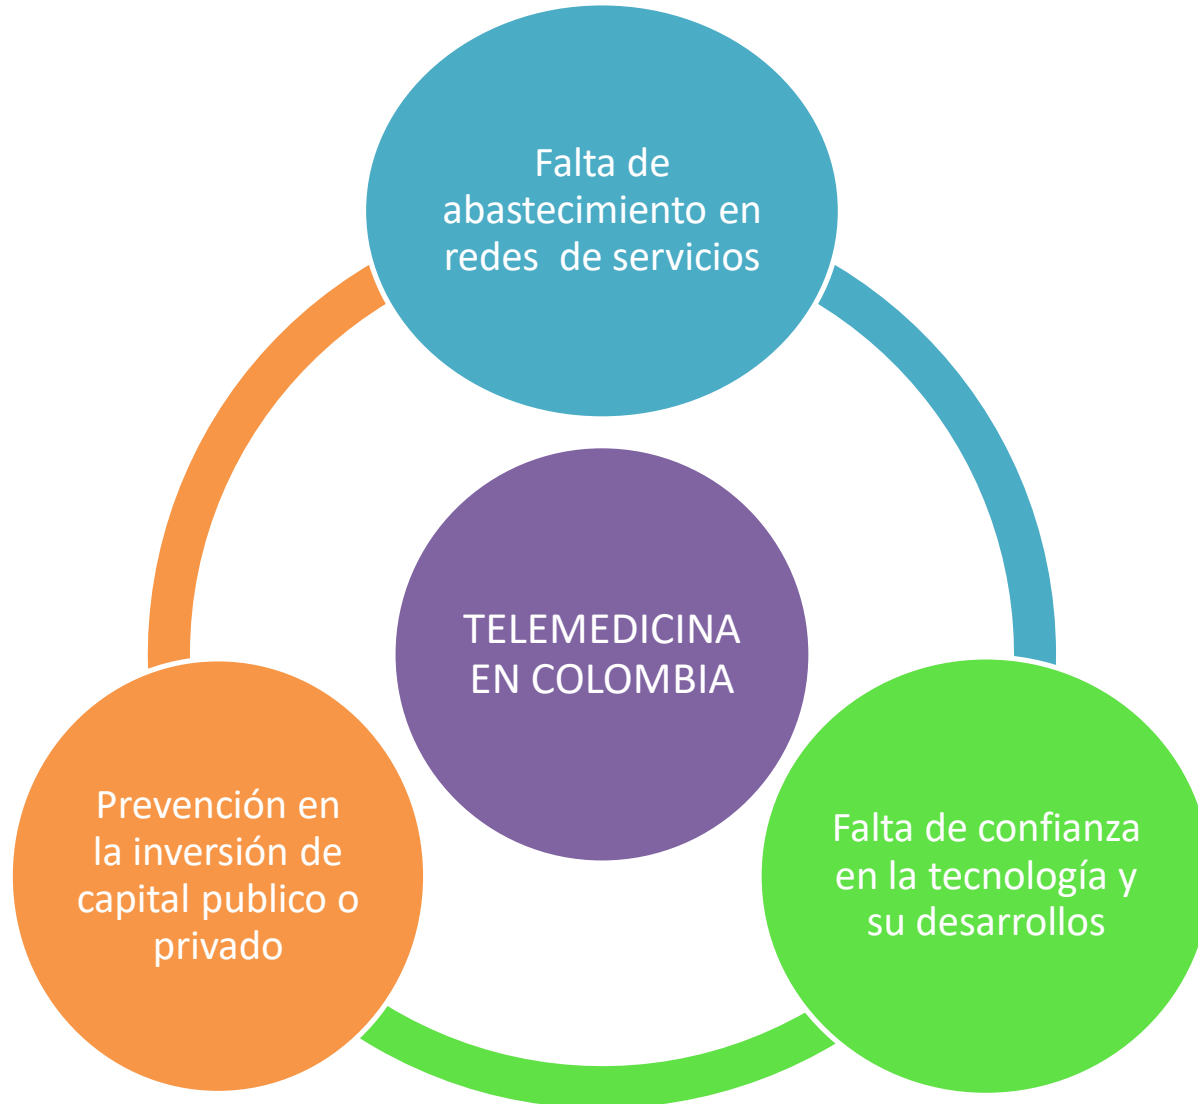 Falta de
abastecimiento en
redes  de servicios
TELEMEDICINA
EN COLOMBIA
Prevención en
la inversión de
capital publico o
privado
Falta de confianza
en la tecnología y
su desarrollos